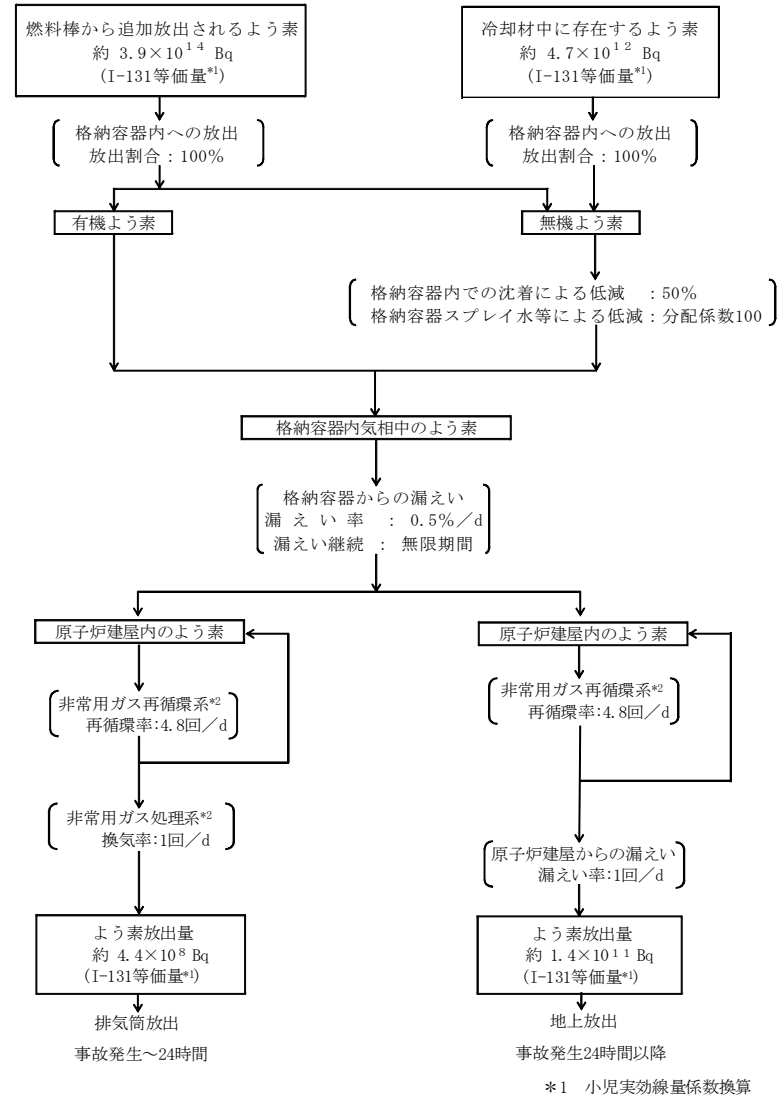 燃料棒から追加放出されるよう素
約 3.9×10¹⁴ Bq
(I-131等価量*1)
冷却材中に存在するよう素
約 4.7×10¹² Bq
(I-131等価量*1)
格納容器内への放出
放出割合：100%
格納容器内への放出
放出割合：100%
有機よう素
無機よう素
格納容器内での沈着による低減 ：50%
格納容器スプレイ水等による低減：分配係数100
格納容器内気相中のよう素
格納容器からの漏えい
漏 え い 率 ： 0.5%／d
漏えい継続 ： 無限期間
原子炉建屋内のよう素
非常用ガス再循環系*2
再循環率:4.8回／d
非常用ガス処理系*2
換気率:1回／d
よう素放出量
約 4.4×10⁸ Bq
(I-131等価量*1)
排気筒放出
事故発生～24時間
原子炉建屋内のよう素
非常用ガス再循環系*2
再循環率:4.8回／d
原子炉建屋からの漏えい
漏えい率:1回／d
よう素放出量
約 1.4×10¹¹ Bq
(I-131等価量*1)
地上放出
事故発生24時間以降
＊1 小児実効線量係数換算